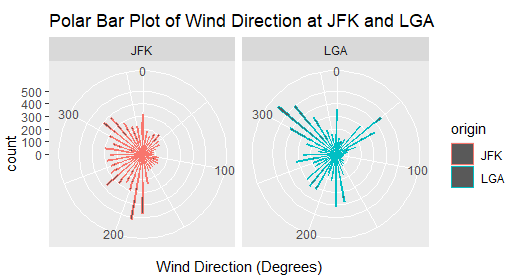 Polar Bar Plot of Wind Direction at JFK and LGA
JFK
LGA
count
500
400
300
200
100
0
0
100
200
300
0
100
200
300
origin
JFK
LGA
Wind Direction (Degrees)